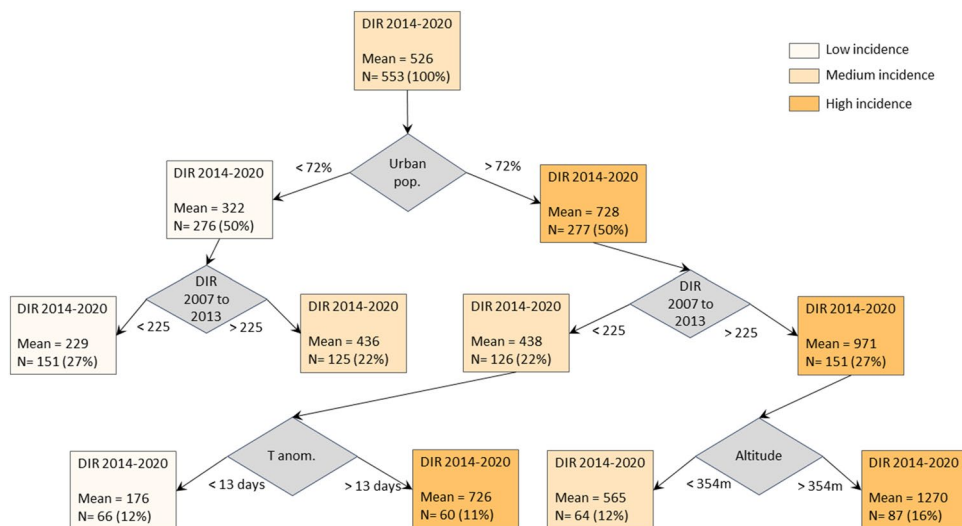 DIR 2014-2020
Mean = 526
N= 553 (100%)
Low incidence
Medium incidence
High incidence
Urban
pop.
< 72%
> 72%
DIR 2014-2020
Mean = 322
N= 276 (50%)
DIR 2014-2020
Mean = 728
N= 277 (50%)
DIR
2007 to
2013
< 225
> 225
DIR
2007 to
2013
< 225
> 225
DIR 2014-2020
Mean = 229
N= 151 (27%)
DIR 2014-2020
Mean = 436
N= 125 (22%)
DIR 2014-2020
Mean = 438
N= 126 (22%)
DIR 2014-2020
Mean = 971
N= 151 (27%)
T anom.
< 13 days
> 13 days
Altitude
< 354m
> 354m
DIR 2014-2020
Mean = 176
N= 66 (12%)
DIR 2014-2020
Mean = 726
N= 60 (11%)
DIR 2014-2020
Mean = 565
N= 64 (12%)
DIR 2014-2020
Mean = 1270
N= 87 (16%)